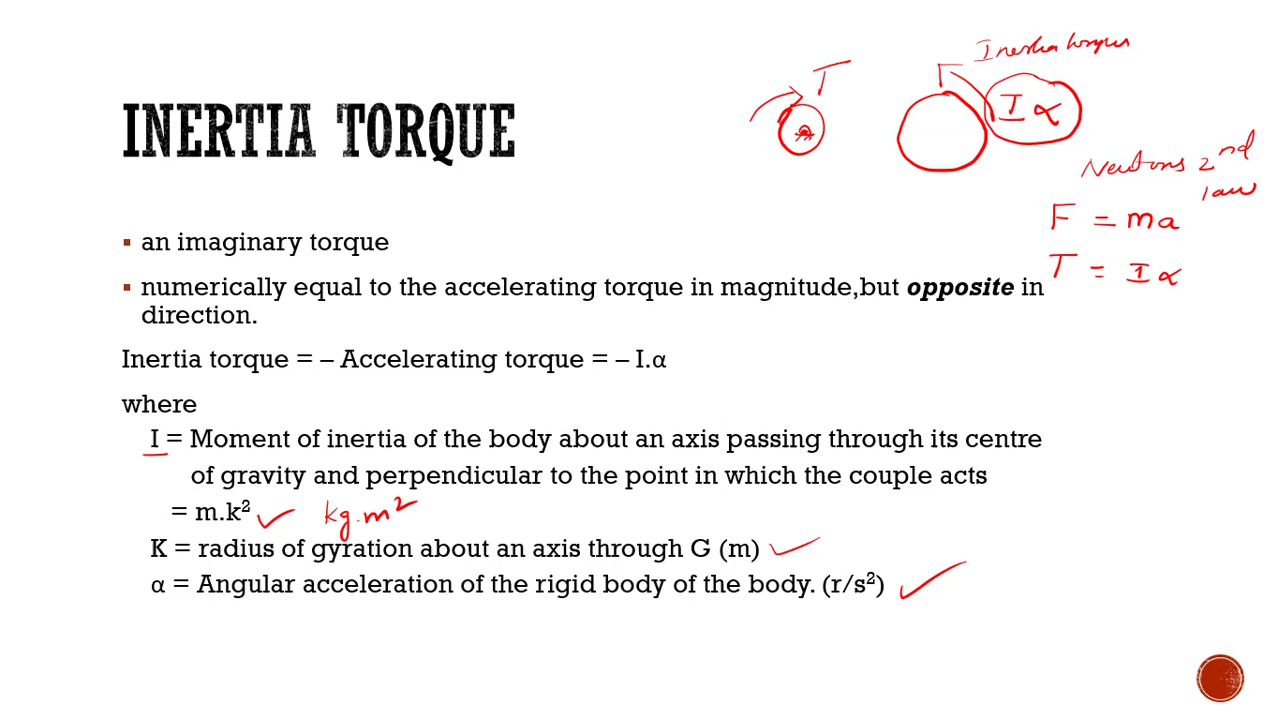 Inertia torque
T
I α
INERTIA TORQUE
Newtons 2nd
law
F = ma
T = I α
▪ an imaginary torque
▪ numerically equal to the accelerating torque in magnitude,but opposite in
direction.
Inertia torque = – Accelerating torque = – I.α
where
I = Moment of inertia of the body about an axis passing through its centre
of gravity and perpendicular to the point in which the couple acts
= m.k² kg.m²
K = radius of gyration about an axis through G (m)
α = Angular acceleration of the rigid body of the body. (r/s²)